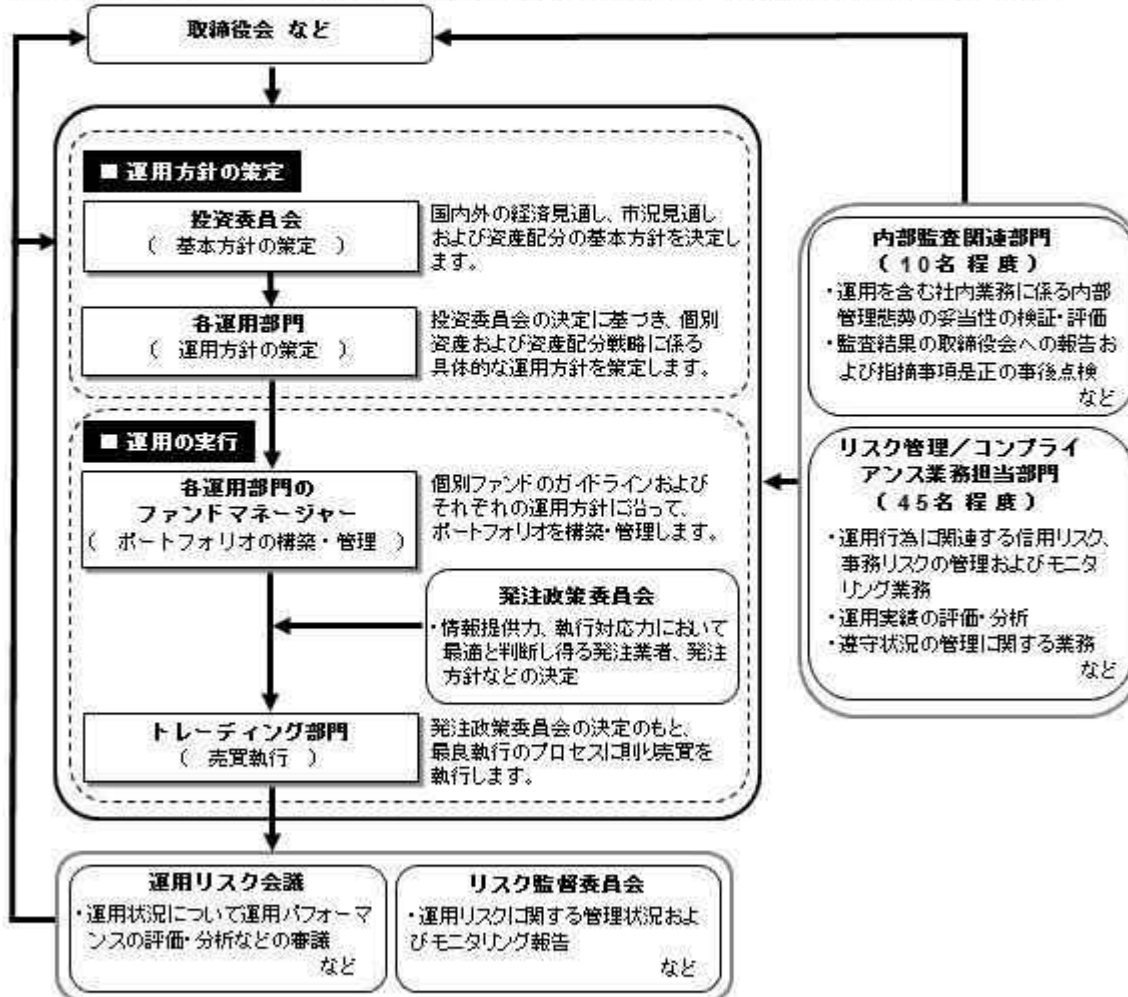 取締役会 など
■ 運用方針の策定
投資委員会
( 基本方針の策定 )
国内外の経済見通し、市況見通し
および資産配分の基本方針を決定し
ます。
各運用部門
( 運用方針の策定 )
投資委員会の決定に基づき、個別
資産および資産配分戦略に係る
具体的な運用方針を策定します。
■ 運用の実行
各運用部門の
ファンドマネージャー
( ポートフォリオの構築・管理 )
個別ファンドのガイドラインおよび
それぞれの運用方針に沿って、
ポートフォリオを構築・管理します。
発注政策委員会
・情報提供力、執行対応力において
最適と判断し得る発注業者、発注
方針などの決定
トレーディング部門
( 売買執行 )
発注政策委員会の決定のもと、
最良執行のプロセスに則り売買を
執行します。
内部監査関連部門
(10名程度)
・運用を含む社内業務に係る内部
管理態勢の妥当性の検証・評価
・監査結果の取締役会への報告お
よび指摘事項是正の事後点検
など
リスク管理/コンプライ
アンス業務担当部門
(45名程度)
・運用行為に関連する信用リスク、
事務リスクの管理およびモニタ
リング業務
・運用実績の評価・分析
・遵守状況の管理に関する業務
など
運用リスク会議
・運用状況について運用パフォーマ
ンスの評価・分析などの審議
など
リスク監督委員会
・運用リスクに関する管理状況およ
びモニタリング報告
など